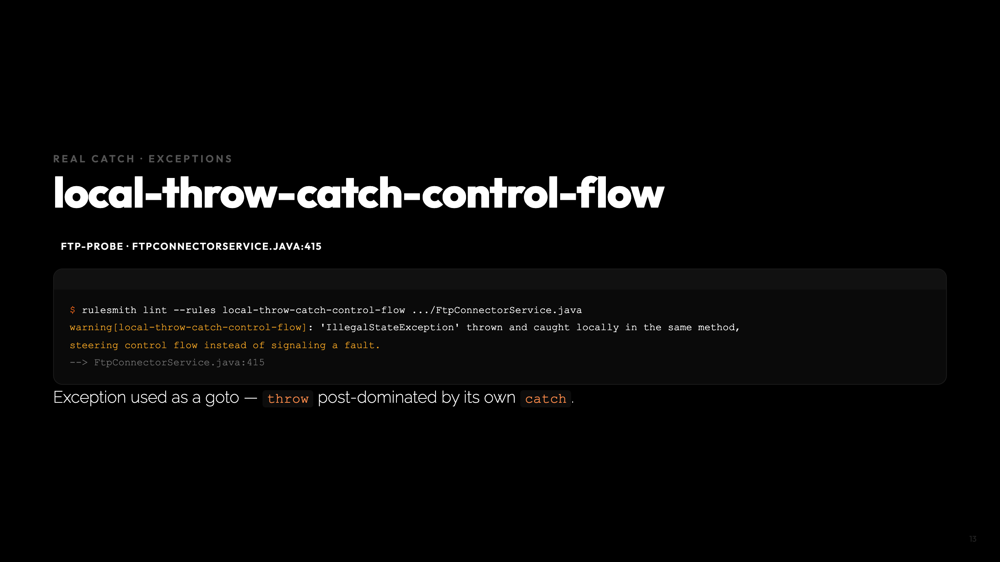 REAL CATCH · EXCEPTIONS
local-throw-catch-control-flow
FTP-PROBE · FTPCONNECTORSERVICE.JAVA:415
$ rulesmith lint --rules local-throw-catch-control-flow .../FtpConnectorService.java
warning[local-throw-catch-control-flow]: 'IllegalStateException' thrown and caught locally in the same method,
steering control flow instead of signaling a fault.
--> FtpConnectorService.java:415
Exception used as a goto — throw post-dominated by its own catch.
13